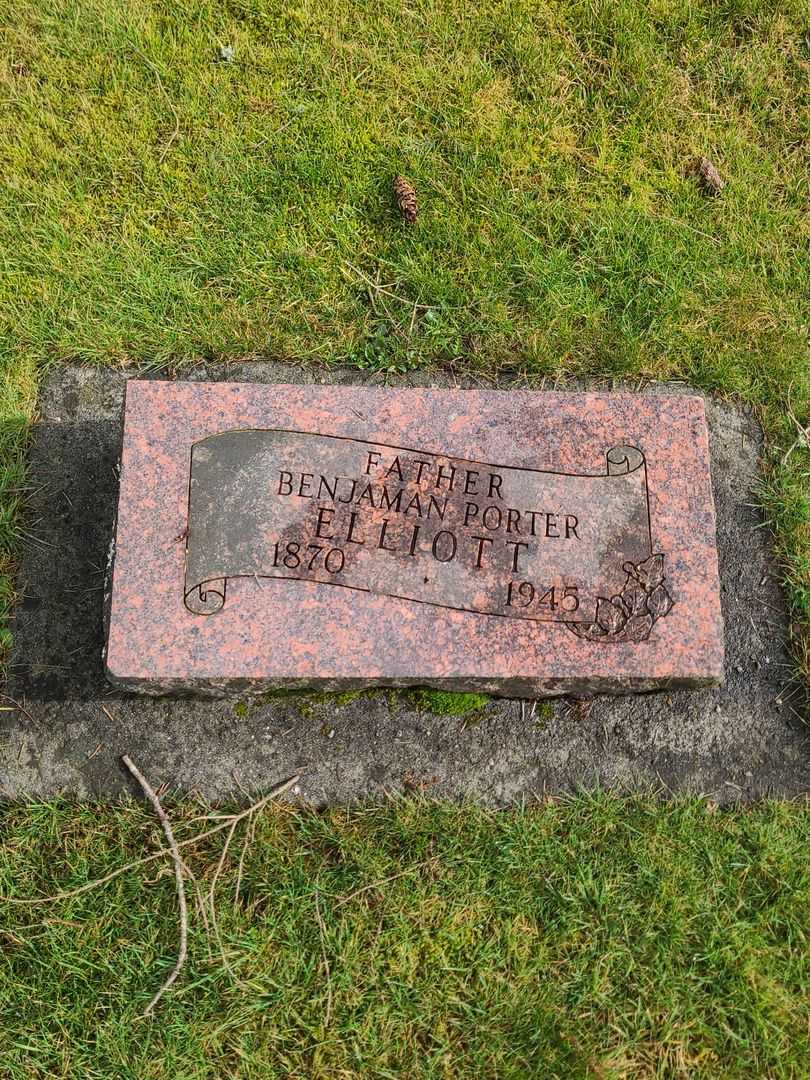 FATHER
BENJAMAN PORTER
ELLIOTT
1870 1945